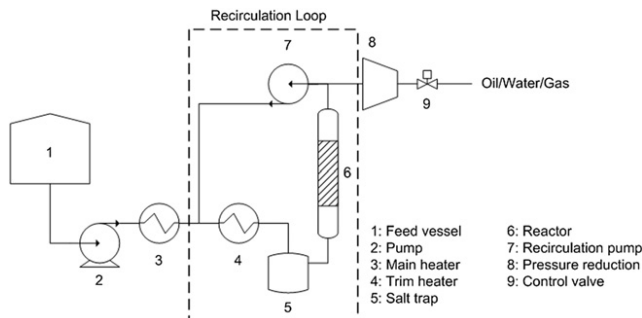 Recirculation Loop
7
8
9
Oil/Water/Gas
1
6
2
3
4
5
1: Feed vessel
2: Pump
3: Main heater
4: Trim heater
5: Salt trap
6: Reactor
7: Recirculation pump
8: Pressure reduction
9: Control valve